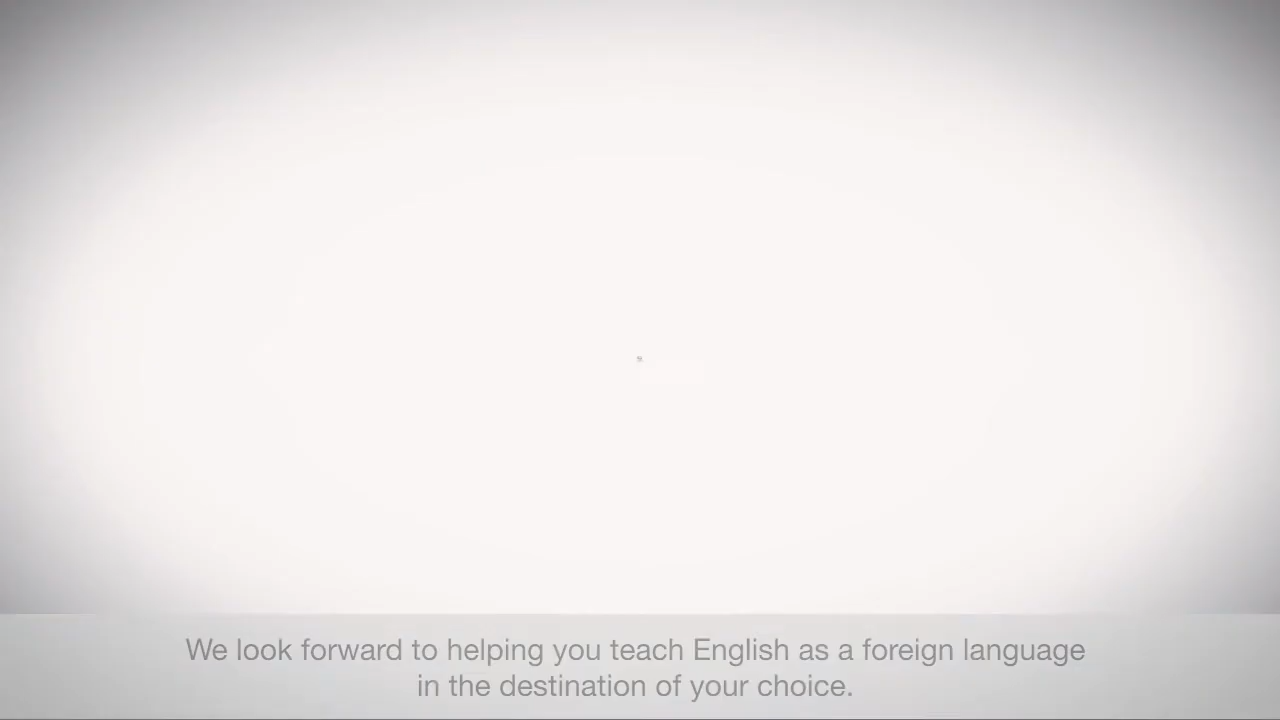 We look forward to helping you teach English as a foreign language
in the destination of your choice.